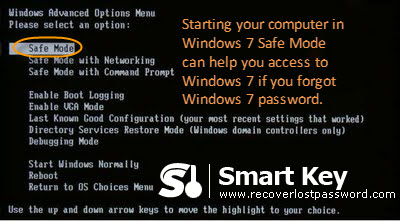 Windows Advanced Options Menu
Please select an option:
Safe Mode
Safe Mode with Networking
Safe Mode with Command Prompt
Enable Boot Logging
Enable VGA Mode
Last Known Good Configuration (your most recent settings that worked)
Directory Services Restore Mode (Windows domain controllers only)
Debugging Mode
Start Windows Normally
Reboot
Return to OS Choices Menu
Use the up and down arrow keys to move the highlight to your choice.
Starting your computer in
Windows 7 Safe Mode
can help you access to
Windows 7 if you forgot
Windows 7 password.
Smart Key
www.recoverlostpassword.com